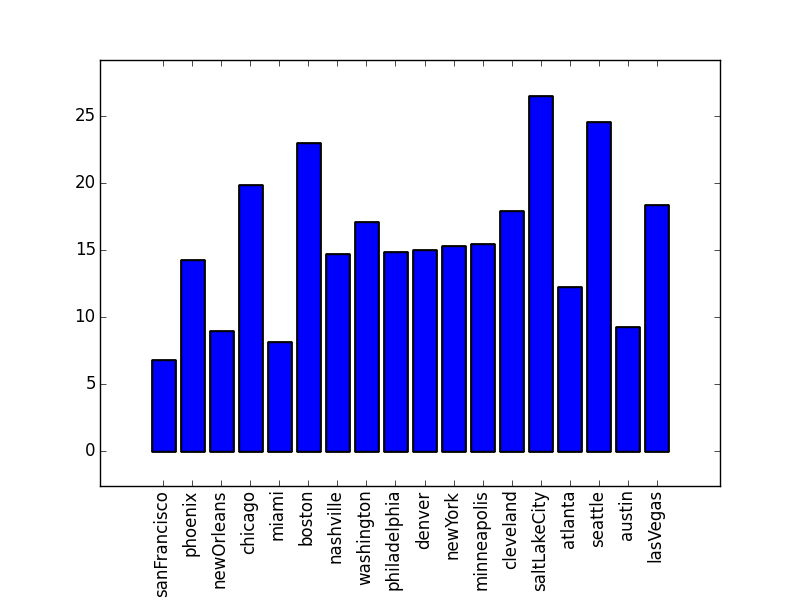 25
20
15
10
5
0
sanFrancisco
phoenix
newOrleans
chicago
miami
boston
nashville
washington
philadelphia
denver
newYork
minneapolis
cleveland
saltLakeCity
atlanta
seattle
austin
lasVegas